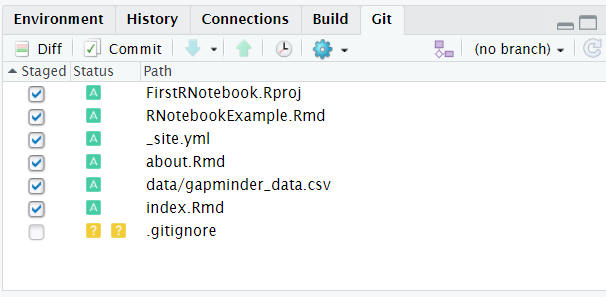 Environment History Connections Build Git
Diff Commit (no branch)
Staged Status Path
A FirstRNotebook.Rproj
A RNotebookExample.Rmd
A _site.yml
A about.Rmd
A data/gapminder_data.csv
A index.Rmd
? ? .gitignore